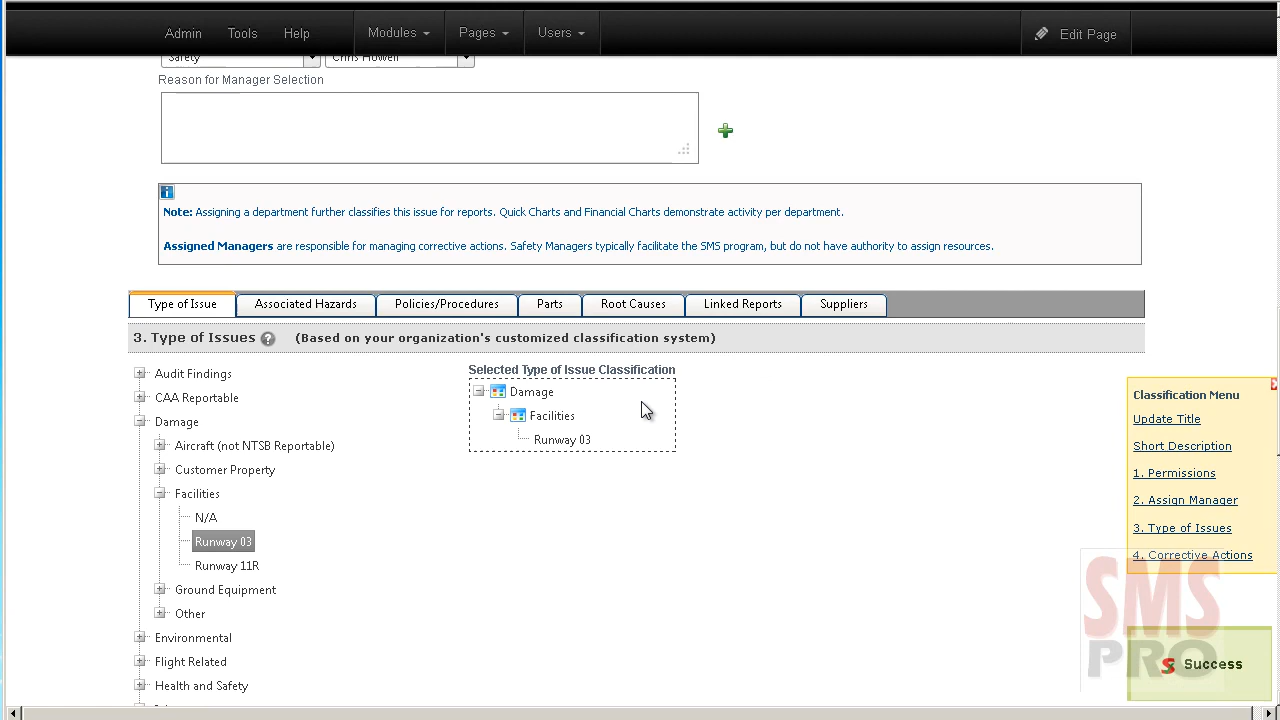 Admin Tools Help Modules Pages Users Edit Page
Safety Chris Howell
Reason for Manager Selection
Note: Assigning a department further classifies this issue for reports. Quick Charts and Financial Charts demonstrate activity per department.
Assigned Managers are responsible for managing corrective actions. Safety Managers typically facilitate the SMS program, but do not have authority to assign resources.
Type of Issue Associated Hazards Policies/Procedures Parts Root Causes Linked Reports Suppliers
3. Type of Issues (Based on your organization's customized classification system)
Audit Findings
CAA Reportable
Damage
Aircraft (not NTSB Reportable)
Customer Property
Facilities
N/A
Runway 03
Runway 11R
Ground Equipment
Other
Environmental
Flight Related
Health and Safety
Selected Type of Issue Classification
Damage
Facilities
Runway 03
Classification Menu
Update Title
Short Description
1. Permissions
2. Assign Manager
3. Type of Issues
4. Corrective Actions
SMS
PRO
Success